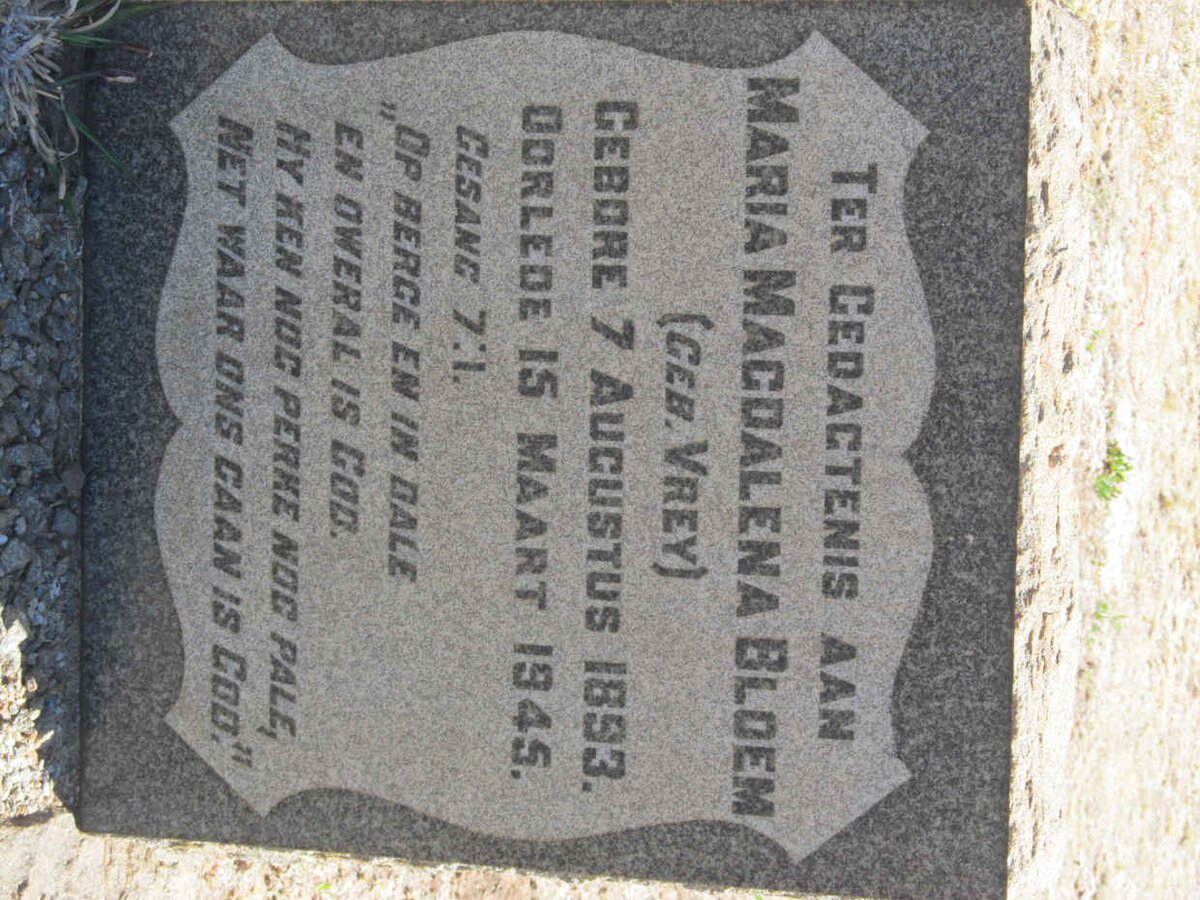 TER GEDAGTENIS AAN
MARIA MAGDALENA BLOEM
(GEB. VREY)
GEBORE 7 AUGUSTUS 1893.
OORLEDE 15 MAART 1945.
GESANG 7:1.
„OP BERGE EN IN DALE
EN OWERAL IS GOD.
HY KEN NOG PERKE NOG PALE,
NET WAAR ONS GAAN IS GOD."